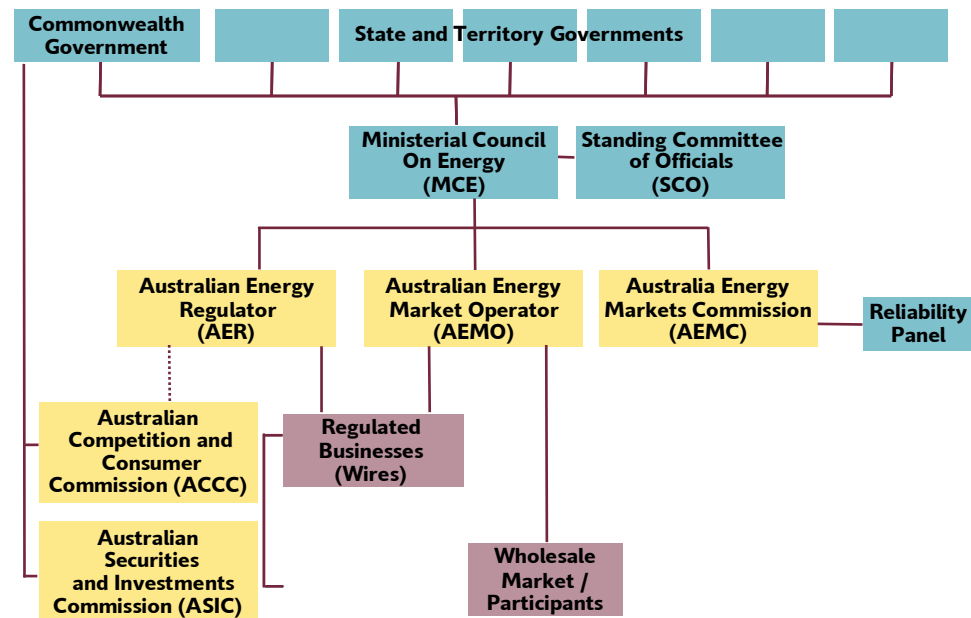 Commonwealth
Government
State and Territory Governments
Ministerial Council
On Energy
(MCE)
Standing Committee
of Officials
(SCO)
Australian Energy
Regulator
(AER)
Australian Energy
Market Operator
(AEMO)
Australia Energy
Markets Commission
(AEMC)
Reliability
Panel
Australian
Competition and
Consumer
Commission (ACCC)
Regulated
Businesses
(Wires)
Australian
Securities
and Investments
Commission (ASIC)
Wholesale
Market /
Participants